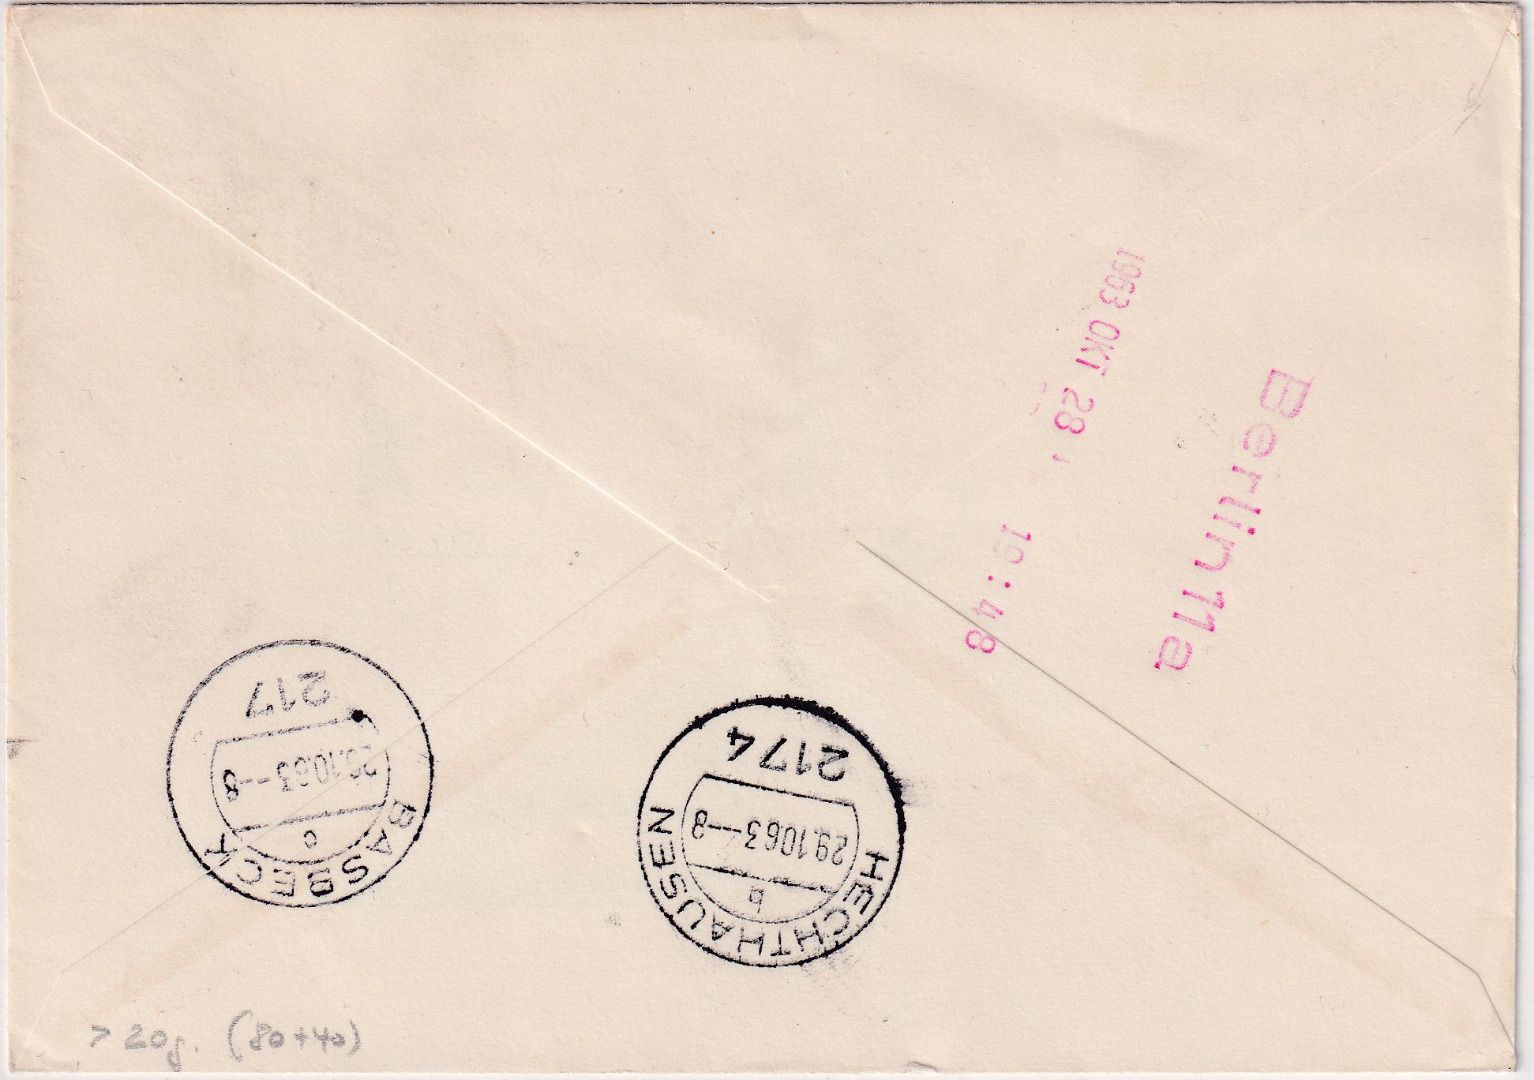 1963 OKT 28
19:48
Berlin 11a
BASBECK
c
29.10.63--8
217
HECHTHAUSEN
b
29.10.63--8
2174
> 20g. (80+40)